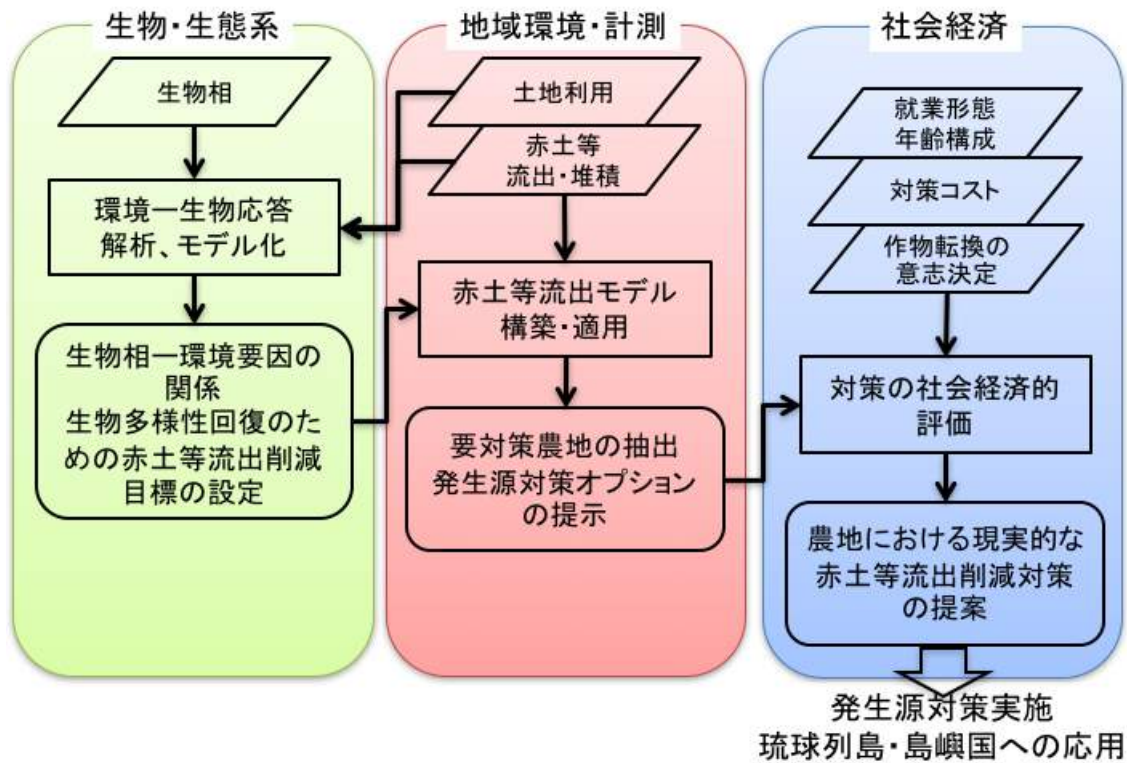 生物・生態系
生物相
環境ー生物応答
解析、モデル化
生物相ー環境要因の
関係
生物多様性回復のた
めの赤土等流出削減
目標の設定
地域環境・計測
土地利用
赤土等
流出・堆積
赤土等流出モデル
構築・適用
要対策農地の抽出
発生源対策オプション
の提示
社会経済
就業形態
年齢構成
対策コスト
作物転換の
意志決定
対策の社会経済的
評価
農地における現実的な
赤土等流出削減対策
の提案
発生源対策実施
琉球列島・島嶼国への応用